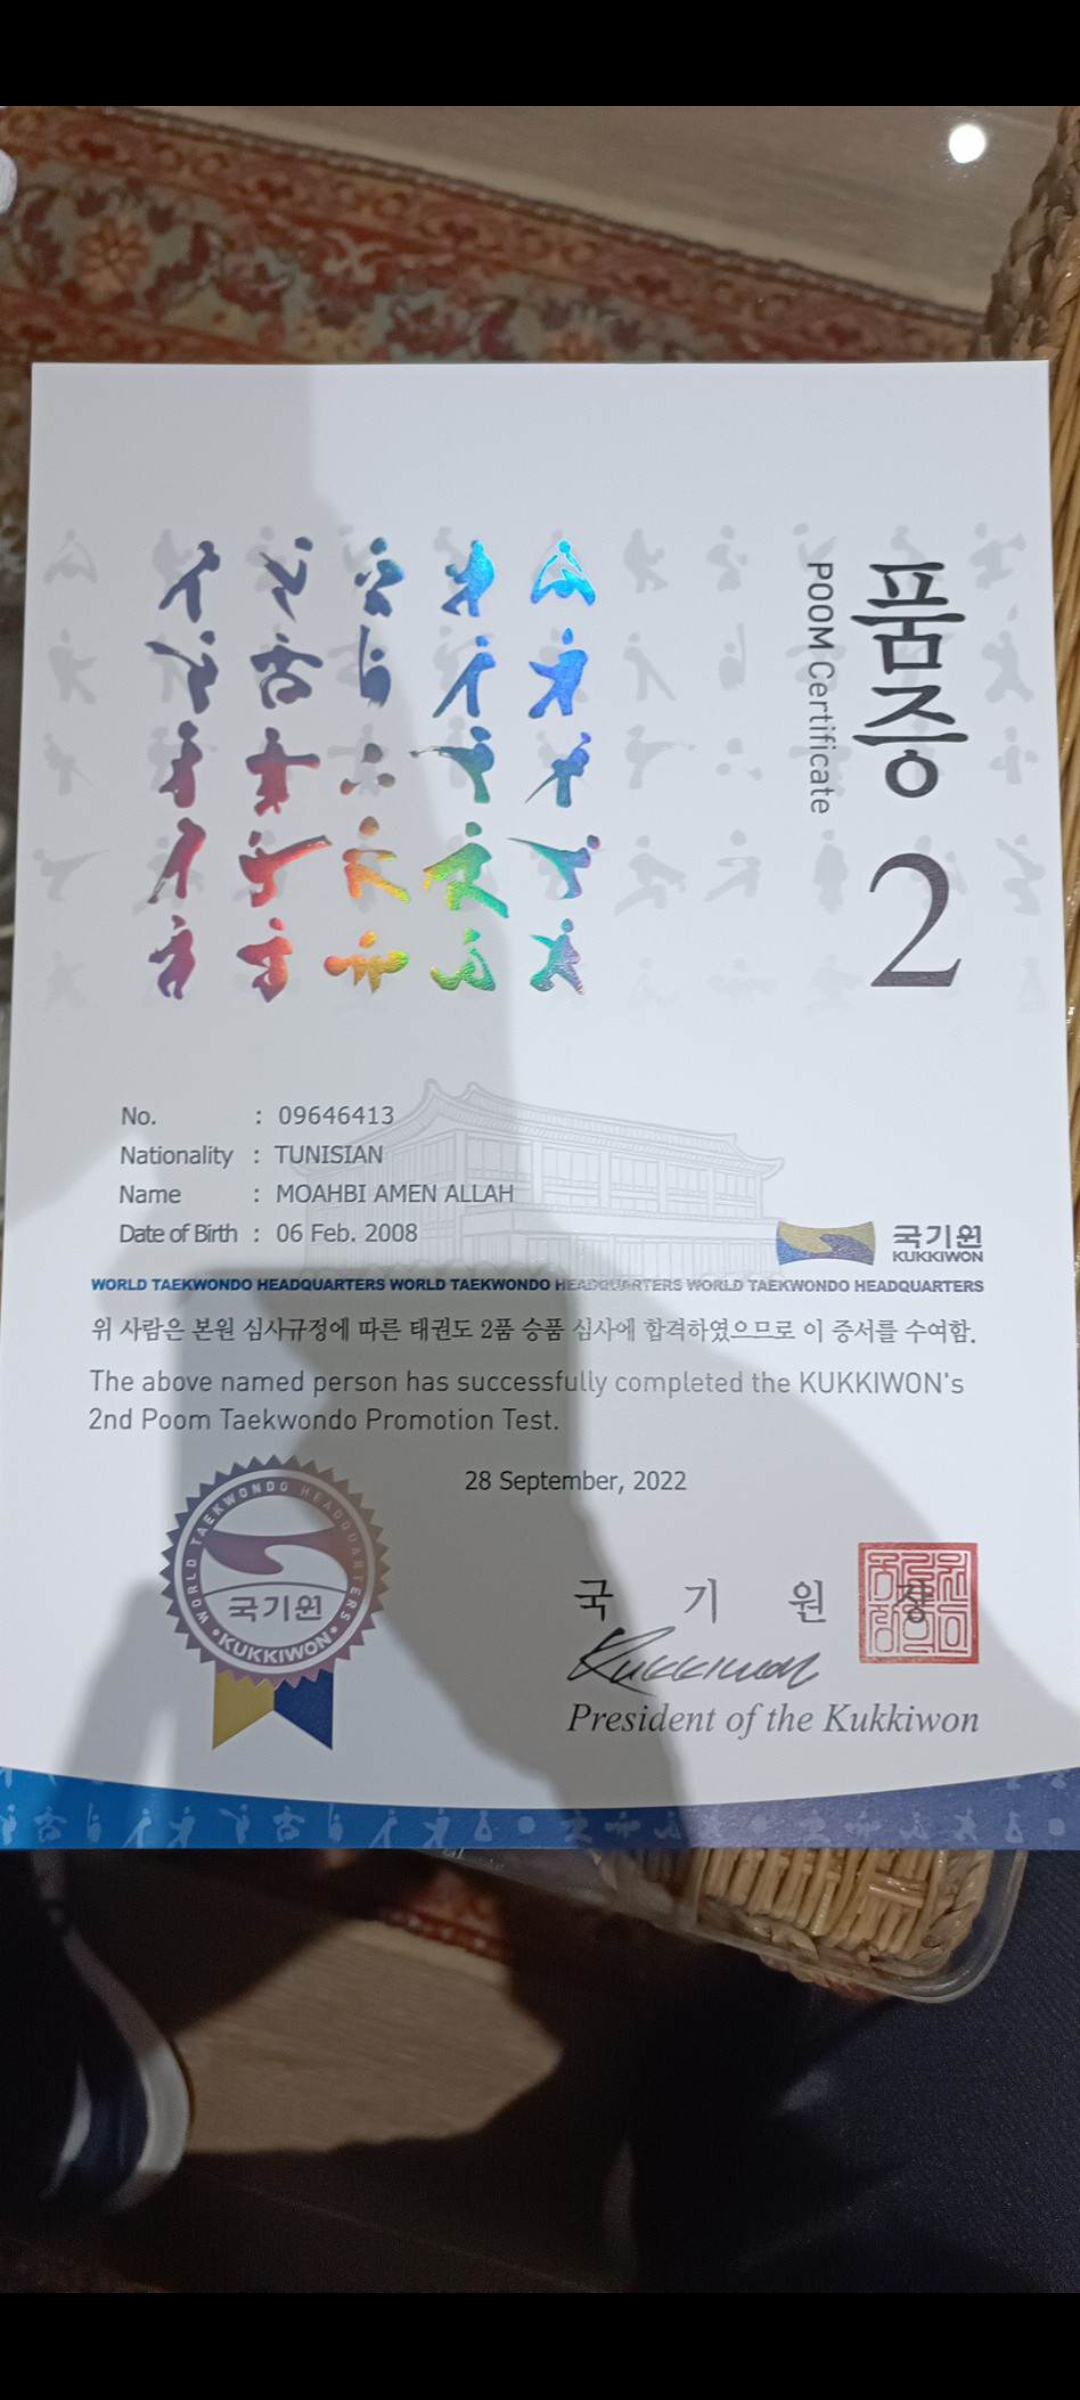 품증
POOM Certificate
2
No. : 09646413
Nationality : TUNISIAN
Name : MOAHBI AMEN ALLAH
Date of Birth : 06 Feb. 2008
국기원
KUKKIWON
WORLD TAEKWONDO HEADQUARTERS WORLD TAEKWONDO HEADQUARTERS WORLD TAEKWONDO HEADQUARTERS
위 사람은 본원 심사규정에 따른 태권도 2품 승품 심사에 합격하였으므로 이 증서를 수여함.
The above named person has successfully completed the KUKKIWON's
2nd Poom Taekwondo Promotion Test.
28 September, 2022
WORLD TAEKWONDO HEADQUARTERS
국기원
•KUKKIWON•
국 기 원 장
Kukkiwon
President of the Kukkiwon